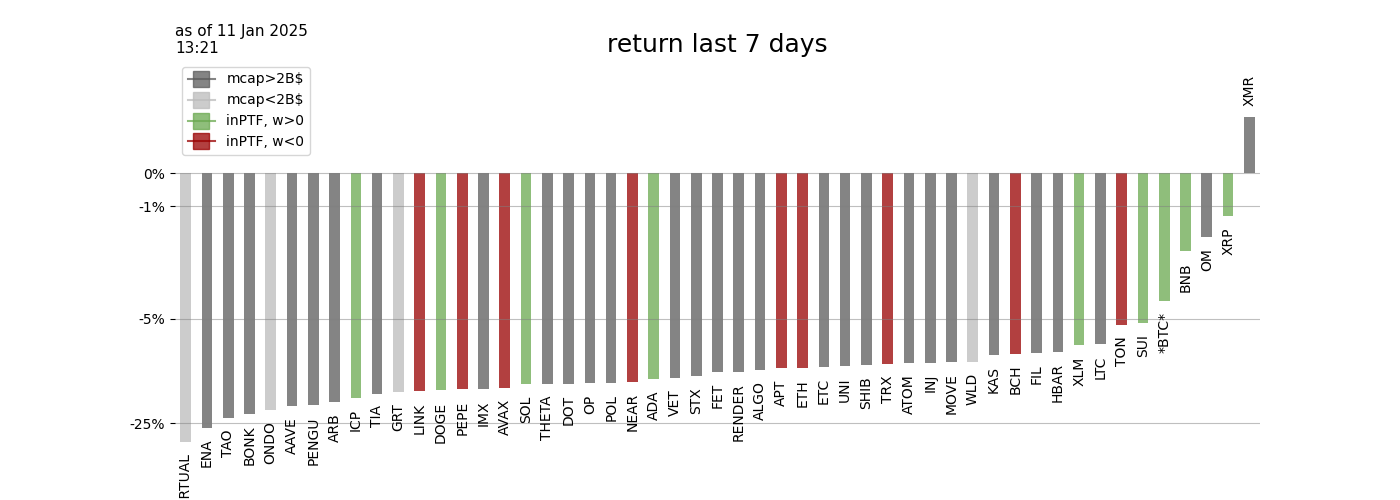 as of 11 Jan 2025
13:21
return last 7 days
mcap>2B$
mcap<2B$
inPTF, w>0
inPTF, w<0
0%
-1%
-5%
-25%
RTUAL
ENA
TAO
BONK
ONDO
AAVE
PENGU
ARB
ICP
TIA
GRT
LINK
DOGE
PEPE
IMX
AVAX
SOL
THETA
DOT
OP
POL
NEAR
ADA
VET
STX
FET
RENDER
ALGO
APT
ETH
ETC
UNI
SHIB
TRX
ATOM
INJ
MOVE
WLD
KAS
BCH
FIL
HBAR
XLM
LTC
TON
SUI
*BTC*
BNB
OM
XRP
XMR